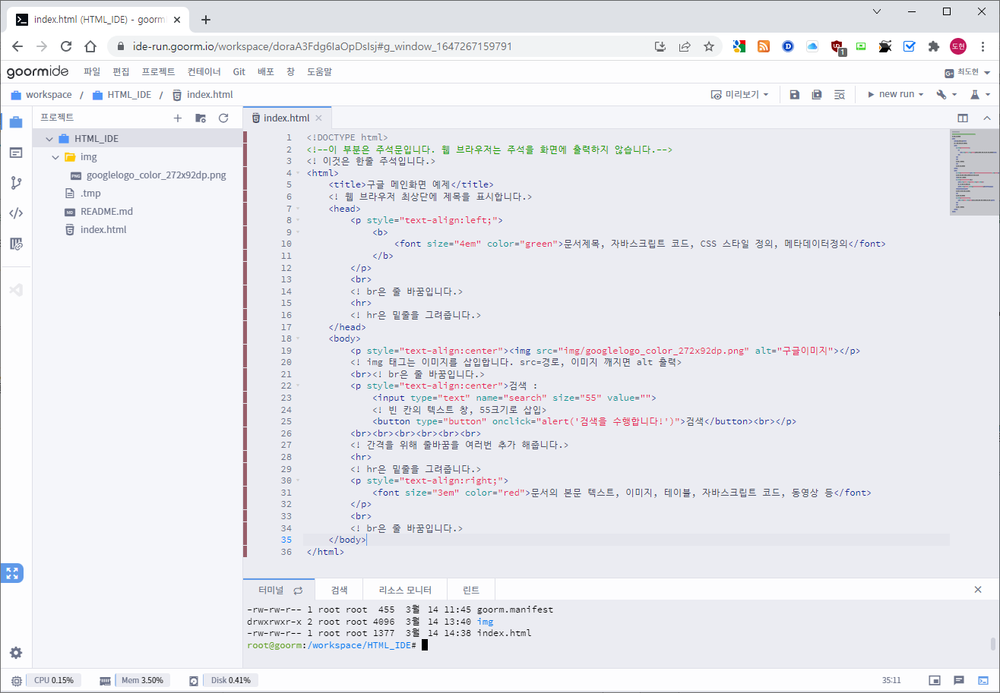 index.html (HTML_IDE) - goorm
ide-run.goorm.io/workspace/doraA3Fdg6IaOpDsIsj#g_window_1647267159791
1
도현
goormide 파일 편집 프로젝트 컨테이너 Git 배포 창 도움말 최도현
workspace / HTML_IDE / index.html 미리보기 new run
프로젝트
index.html
HTML_IDE
img
googlelogo_color_272x92dp.png
.tmp
README.md
index.html
1 <!DOCTYPE html>
2 <!--이 부분은 주석문입니다. 웹 브라우저는 주석을 화면에 출력하지 않습니다.-->
3 <! 이것은 한줄 주석입니다.>
4 <html>
5 <title>구글 메인화면 예제</title>
6 <! 웹 브라우저 최상단에 제목을 표시합니다.>
7 <head>
8 <p style="text-align:left;">
9 <b>
10 <font size="4em" color="green">문서제목, 자바스크립트 코드, CSS 스타일 정의, 메타데이터정의</font>
11 </b>
12 </p>
13 <br>
14 <! br은 줄 바꿈입니다.>
15 <hr>
16 <! hr은 밑줄을 그려줍니다.>
17 </head>
18 <body>
19 <p style="text-align:center"><img src="img/googlelogo_color_272x92dp.png" alt="구글이미지"></p>
20 <! img 태그는 이미지를 삽입합니다. src=경로, 이미지 깨지면 alt 출력>
21 <br><! br은 줄 바꿈입니다.>
22 <p style="text-align:center">검색 :
23 <input type="text" name="search" size="55" value="">
24 <! 빈 칸의 텍스트 창, 55크기로 삽입>
25 <button type="button" onclick="alert('검색을 수행합니다!')">검색</button><br></p>
26 <br><br><br><br><br><br>
27 <! 간격을 위해 줄바꿈을 여러번 추가 해줍니다.>
28 <hr>
29 <! hr은 밑줄을 그려줍니다.>
30 <p style="text-align:right;">
31 <font size="3em" color="red">문서의 본문 텍스트, 이미지, 테이블, 자바스크립트 코드, 동영상 등</font>
32 </p>
33 <br>
34 <! br은 줄 바꿈입니다.>
35 </body>
36 </html>
터미널 검색 리소스 모니터 린트
-rw-rw-r-- 1 root root 455 3월 14 11:45 goorm.manifest
drwxrwxr-x 2 root root 4096 3월 14 13:40 img
-rw-rw-r-- 1 root root 1377 3월 14 14:38 index.html
root@goorm:/workspace/HTML_IDE#
CPU 0.15% Mem 3.50% Disk 0.41% 35:11